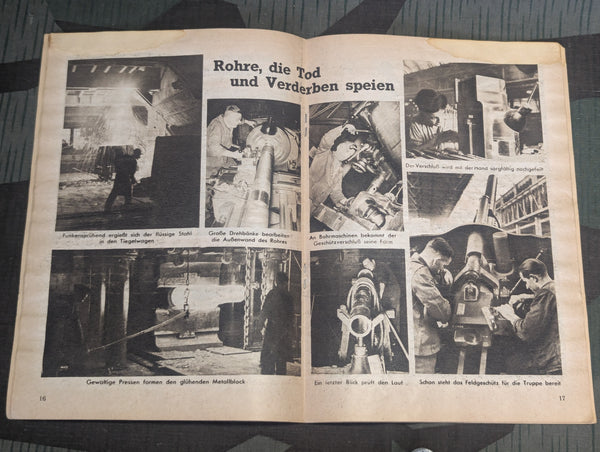 Rohre, die Tod
und Verderben speien
Funkensprühend ergießt sich der flüssige Stahl
in den Tiegelwagen
Große Drehbänke bearbeiten
die Außenwand des Rohres
An Bohrmaschinen bekommt der
Geschützverschluß seine Form
Der Verschluß wird mit der Hand sorgfältig nachgefeilt
Gewaltige Pressen formen den glühenden Metallblock
Ein letzter Blick prüft den Lauf
Schon steht das Feldgeschütz für die Truppe bereit
16
17